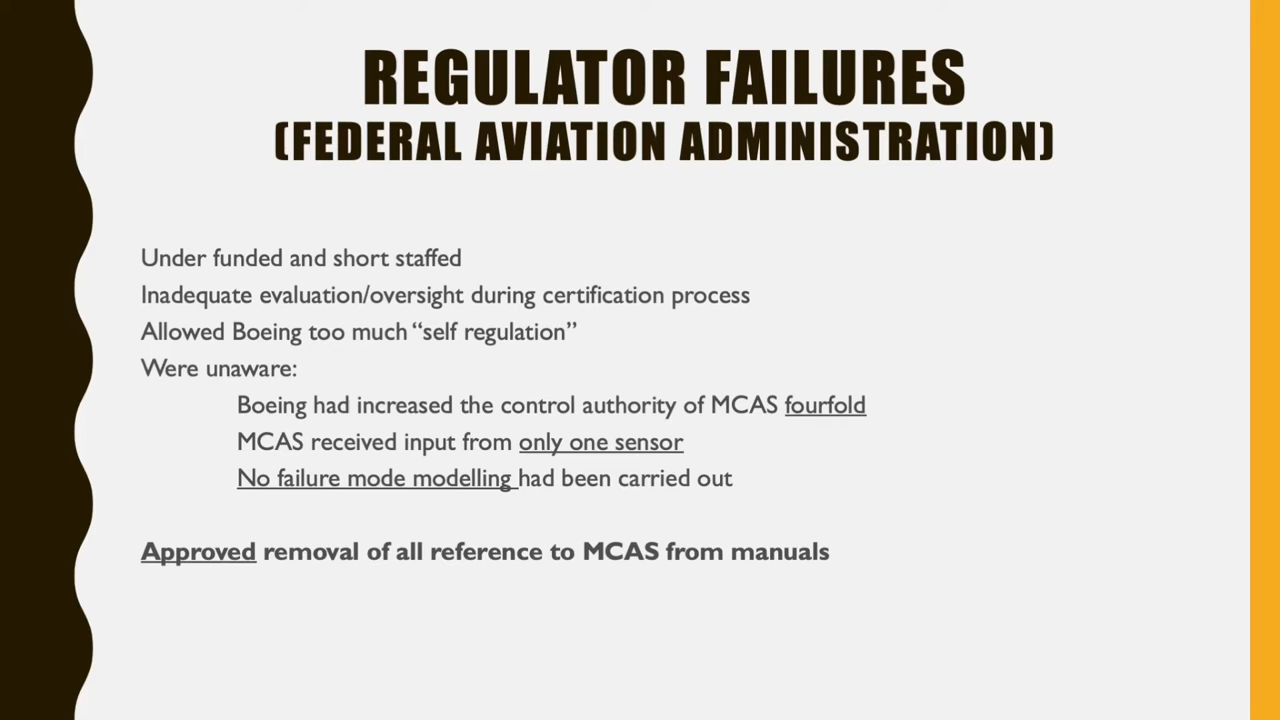 REGULATOR FAILURES
(FEDERAL AVIATION ADMINISTRATION)
Under funded and short staffed
Inadequate evaluation/oversight during certification process
Allowed Boeing too much “self regulation”
Were unaware:
Boeing had increased the control authority of MCAS fourfold
MCAS received input from only one sensor
No failure mode modelling had been carried out
Approved removal of all reference to MCAS from manuals